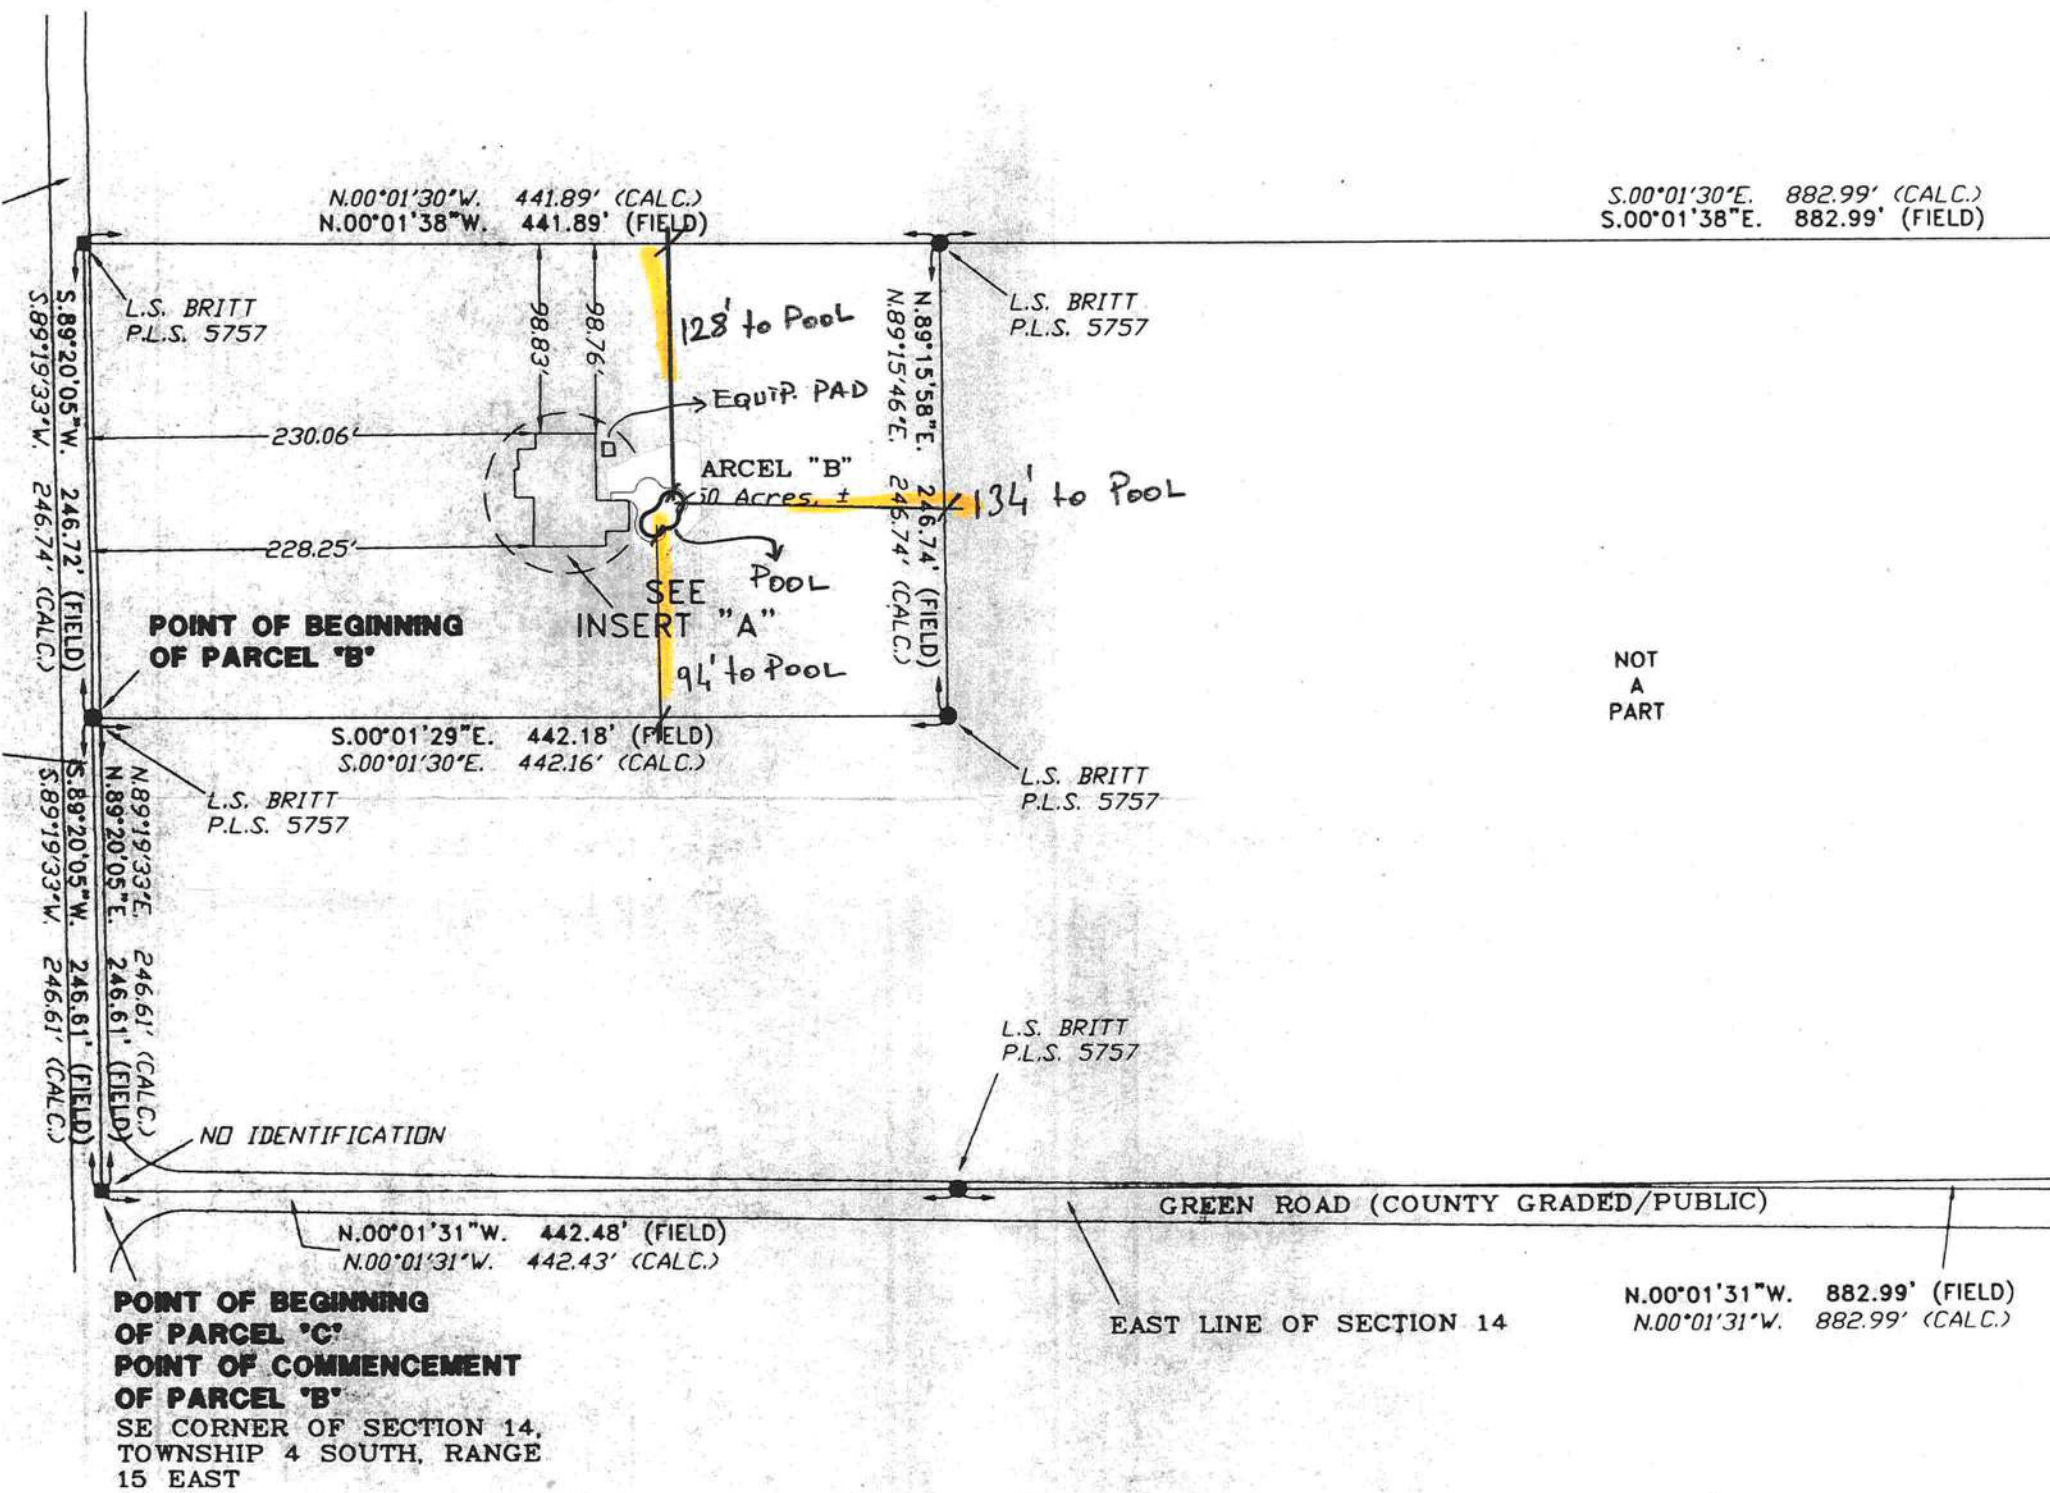 N.00°01'30"W. 441.89' (CALC.)
N.00°01'38"W. 441.89' (FIELD)
S.00°01'30"E. 882.99' (CALC.)
S.00°01'38"E. 882.99' (FIELD)
L.S. BRITT
P.L.S. 5757
S.89°20'05"W. 246.72' (FIELD)
S.89°19'33"W. 246.74' (CALC.)
98.83'
98.76'
128' to POOL
EQUIP. PAD
N.89°15'58"E. 246.74' (FIELD)
N.89°15'46"E. 246.74' (CALC.)
L.S. BRITT
P.L.S. 5757
230.06'
ARCEL "B"
50 Acres, ±
134' to POOL
228.25'
POOL
SEE
INSERT "A"
94' to POOL
POINT OF BEGINNING
OF PARCEL "B"
NOT
A
PART
S.00°01'29"E. 442.18' (FIELD)
S.00°01'30"E. 442.16' (CALC.)
L.S. BRITT
P.L.S. 5757
L.S. BRITT
P.L.S. 5757
N.89°19'33"E. 246.61' (CALC.)
N.89°20'05"E. 246.61' (FIELD)
S.89°20'05"W. 246.61' (FIELD)
S.89°19'33"W. 246.61' (CALC.)
L.S. BRITT
P.L.S. 5757
NO IDENTIFICATION
GREEN ROAD (COUNTY GRADED/PUBLIC)
N.00°01'31"W. 442.48' (FIELD)
N.00°01'31"W. 442.43' (CALC.)
EAST LINE OF SECTION 14
N.00°01'31"W. 882.99' (FIELD)
N.00°01'31"W. 882.99' (CALC.)
POINT OF BEGINNING
OF PARCEL "C"
POINT OF COMMENCEMENT
OF PARCEL "B"
SE CORNER OF SECTION 14,
TOWNSHIP 4 SOUTH, RANGE
15 EAST